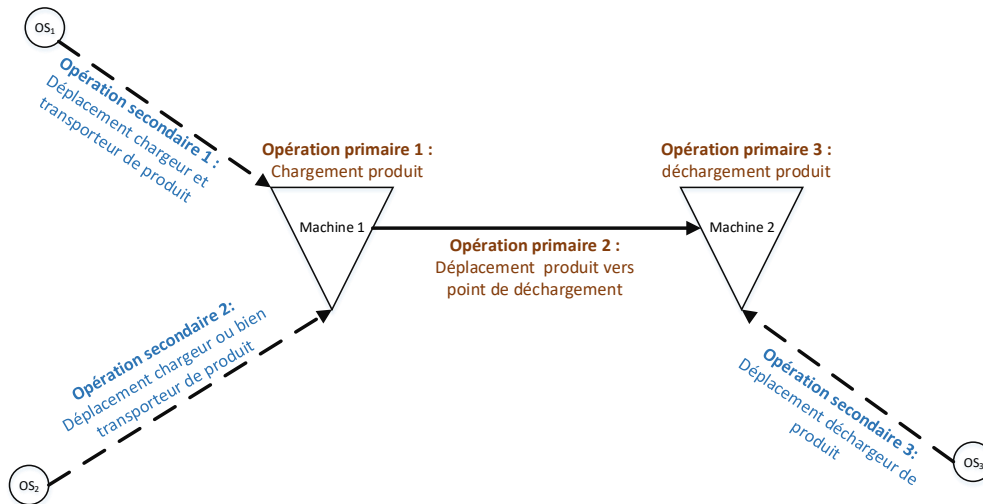 OS₁
Opération secondaire 1 :
Déplacement chargeur et
transporteur de produit
Opération primaire 1 :
Chargement produit
Opération primaire 3 :
déchargement produit
Machine 1
Machine 2
Opération primaire 2 :
Déplacement produit vers
point de déchargement
Opération secondaire 2:
Déplacement chargeur ou bien
transporteur de produit
Opération secondaire 3:
Déplacement déchargeur de
produit
OS₂
OS₃